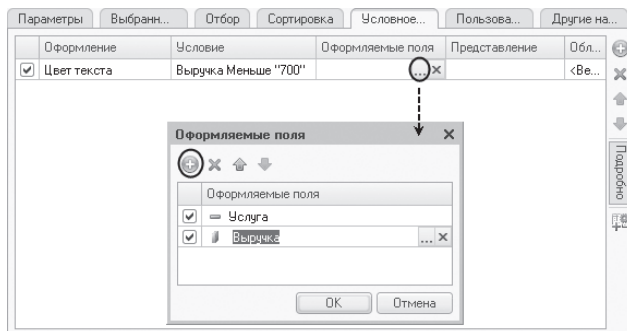 Параметры Выбранн... Отбор Сортировка Условное... Пользова... Другие на...
Оформление Условие Оформляемые поля Представление Обл...
Цвет текста Выручка Меньше "700" ... <Ве...
Подробно
Оформляемые поля
Оформляемые поля
Услуга
Выручка ...
OK Отмена